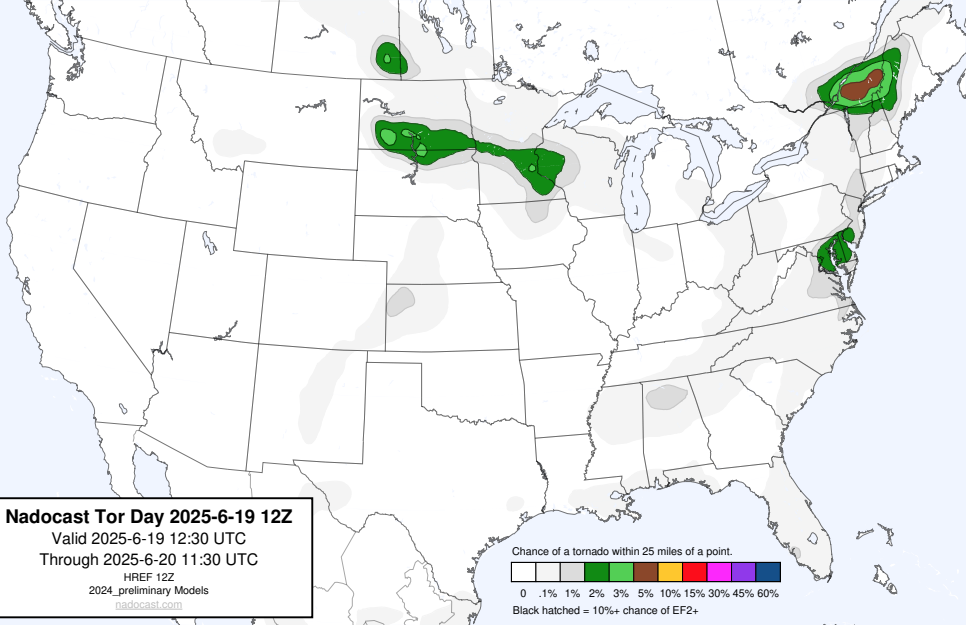 Nadocast Tor Day 2025-6-19 12Z
Valid 2025-6-19 12:30 UTC
Through 2025-6-20 11:30 UTC
HREF 12Z
2024_preliminary Models
nadocast.com
Chance of a tornado within 25 miles of a point.
0 .1% 1% 2% 3% 5% 10% 15% 30% 45% 60%
Black hatched = 10%+ chance of EF2+